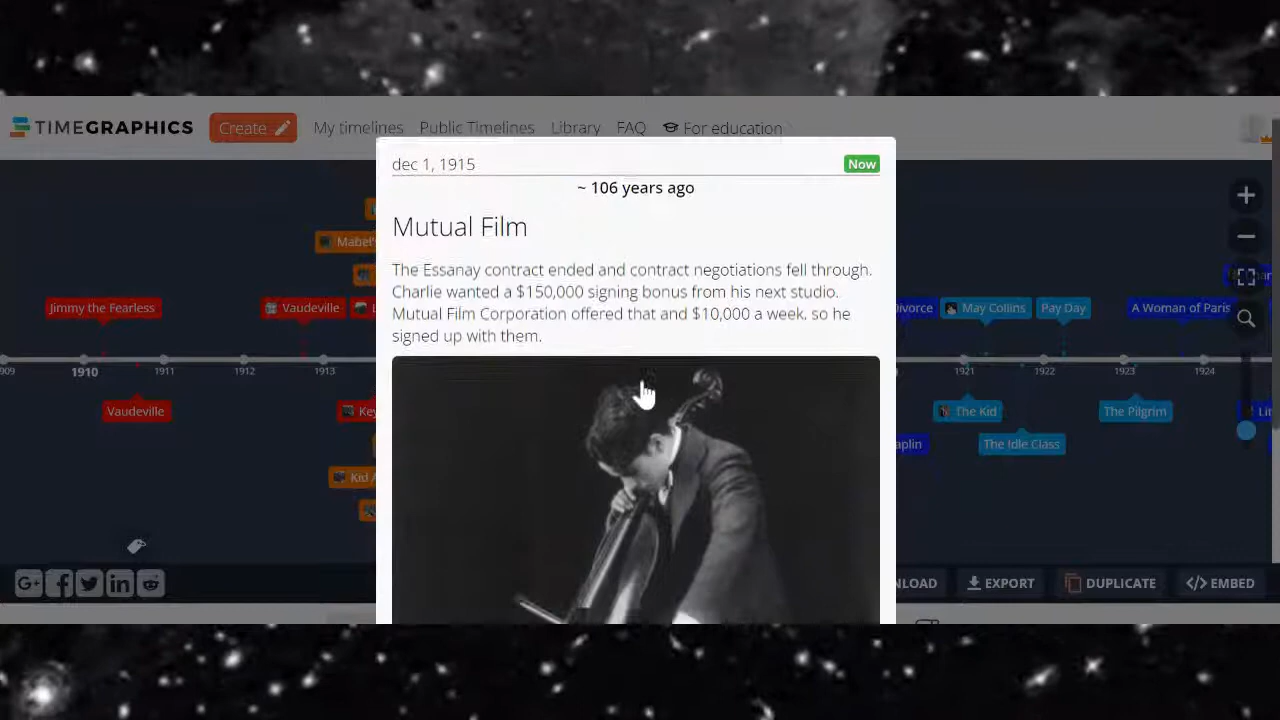 TIMEGRAPHICS
Create
My timelines
Public Timelines
Library
FAQ
For education
dec 1, 1915
Now
~ 106 years ago
Mutual Film
The Essanay contract ended and contract negotiations fell through.
Charlie wanted a $150,000 signing bonus from his next studio.
Mutual Film Corporation offered that and $10,000 a week, so he
signed up with them.
Mabel's
Jimmy the Fearless
Vaudeville
May Collins
Pay Day
A Woman of Paris
1910
1911
1912
1913
1921
1922
1923
1924
Vaudeville
The Kid
The Pilgrim
The Idle Class
Kid
G+
EXPORT
DUPLICATE
</> EMBED